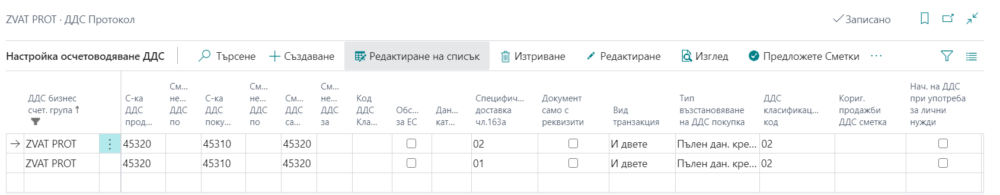 ZVAT PROT · ДДС Протокол
Записано
Настройка осчетоводяване ДДС Търсене Създаване Редактиране на списък Изтриване Редактиране Изглед Предложете Сметки ...
ДДС бизнес счет. група ↑
С-ка ДДС прод...
См... не... ДДС по
С-ка ДДС поку...
См... не... ДДС по
См... ДДС са...
См... не... ДДС за
Код ДДС Кла...
Обс... за ЕС
Дан... кат...
Специфич... доставка чл.163а
Документ само с реквизити
Вид транзакция
Тип възстановяване на ДДС покупка
ДДС класификац... код
Кориг. продажби ДДС сметка
Нач. на ДДС при употреба за лични нужди
→ ZVAT PROT 45320 45310 45320 02 И двете Пълен дан. кре... 02
ZVAT PROT 45320 45310 45320 01 И двете Пълен дан. кре... 02